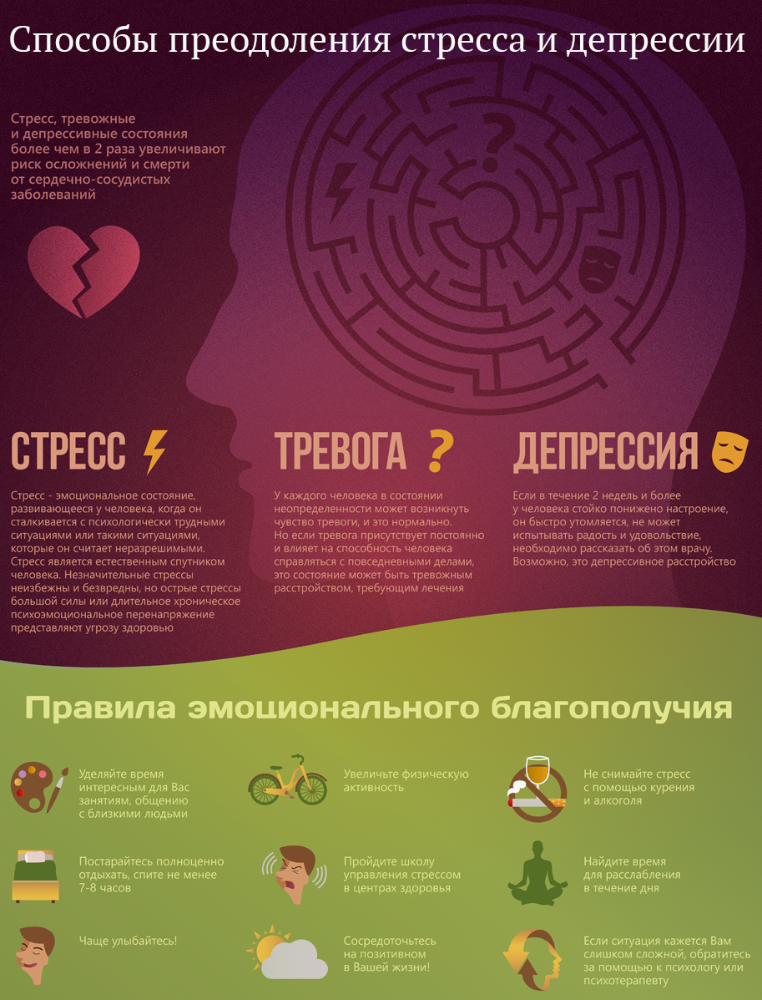 Способы преодоления стресса и депрессии
Стресс, тревожные
и депрессивные состояния
более чем в 2 раза увеличивают
риск осложнений и смерти
от сердечно-сосудистых
заболеваний
СТРЕСС
Стресс - эмоциональное состояние,
развивающееся у человека, когда он
сталкивается с психологически трудными
ситуациями или такими ситуациями,
которые он считает неразрешимыми.
Стресс является естественным спутником
человека. Незначительные стрессы
неизбежны и безвредны, но острые стрессы
большой силы или длительное хроническое
психоэмоциональное перенапряжение
представляют угрозу здоровью
ТРЕВОГА ?
У каждого человека в состоянии
неопределенности может возникнуть
чувство тревоги, и это нормально.
Но если тревога присутствует постоянно
и влияет на способность человека
справляться с повседневными делами,
это состояние может быть тревожным
расстройством, требующим лечения
ДЕПРЕССИЯ
Если в течение 2 недель и более
у человека стойко понижено настроение,
он быстро утомляется, не может
испытывать радость и удовольствие,
необходимо рассказать об этом врачу.
Возможно, это депрессивное расстройство
Правила эмоционального благополучия
Уделяйте время
интересным для Вас
занятиям, общению
с близкими людьми
Увеличьте физическую
активность
Не снимайте стресс
с помощью курения
и алкоголя
Постарайтесь полноценно
отдыхать, спите не менее
7-8 часов
Пройдите школу
управления стрессом
в центрах здоровья
Найдите время
для расслабления
в течение дня
Чаще улыбайтесь!
Сосредоточьтесь
на позитивном
в Вашей жизни!
Если ситуация кажется Вам
слишком сложной, обратитесь
за помощью к психологу или
психотерапевту